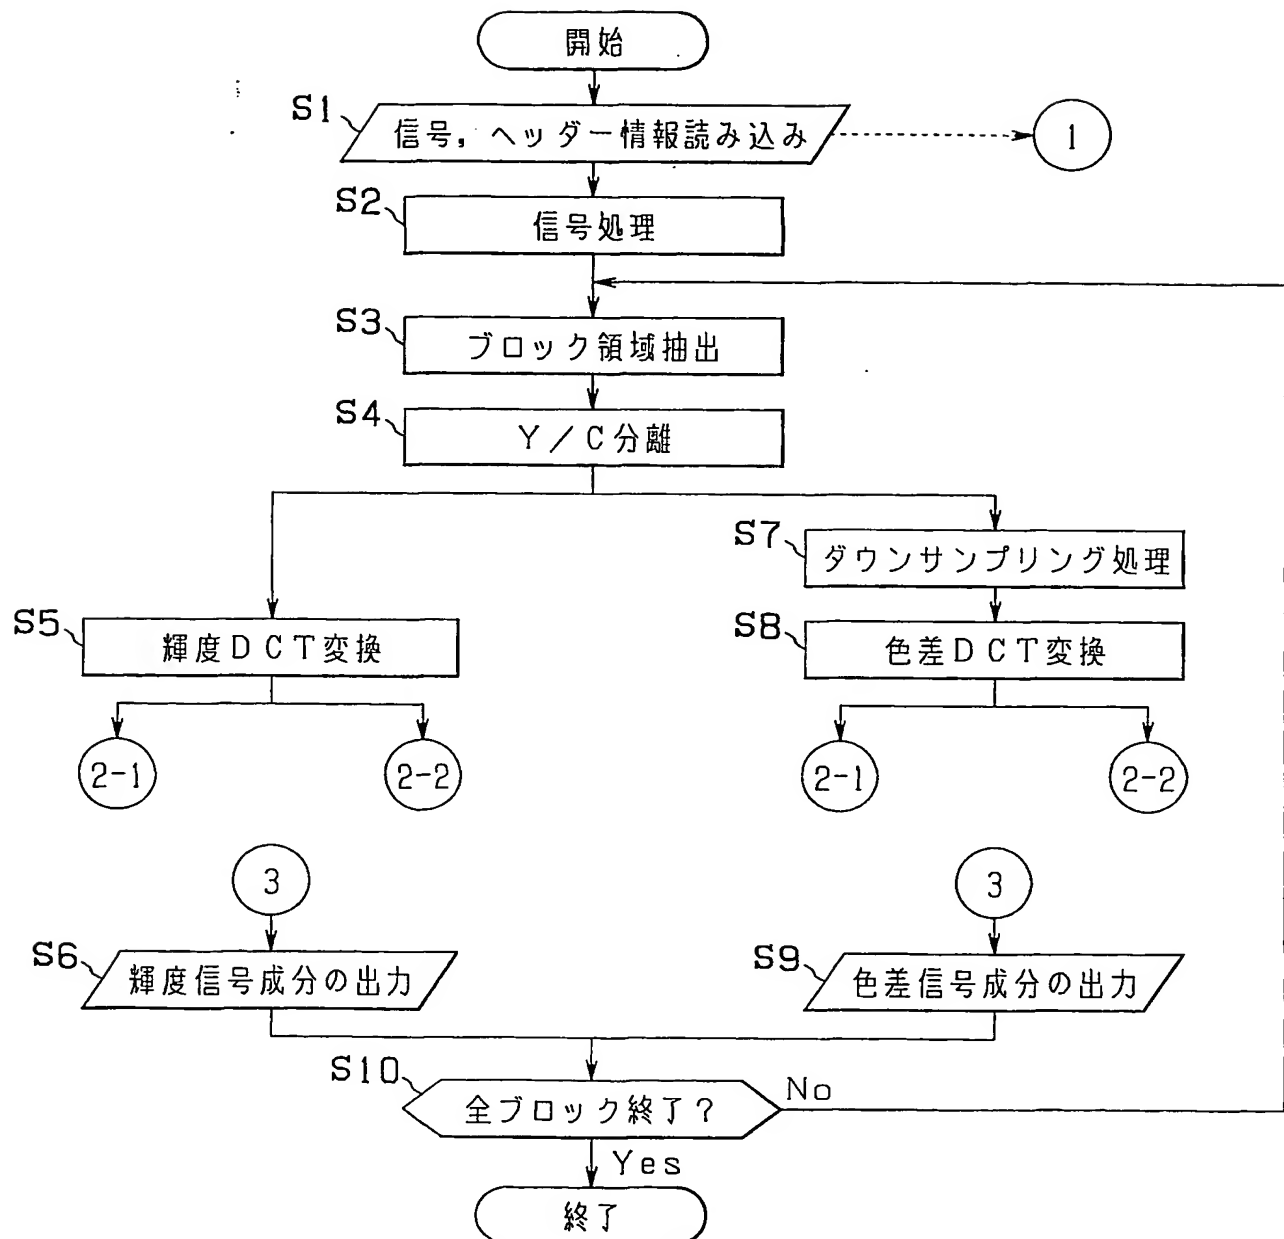 開始
S1
信号，ヘッダー情報読み込み
1
S2
信号処理
S3
ブロック領域抽出
S4
Y／C分離
S7
ダウンサンプリング処理
S5
輝度DCT変換
S8
色差DCT変換
2-1
2-2
2-1
2-2
3
3
S6
輝度信号成分の出力
S9
色差信号成分の出力
S10
全ブロック終了？
No
Yes
終了